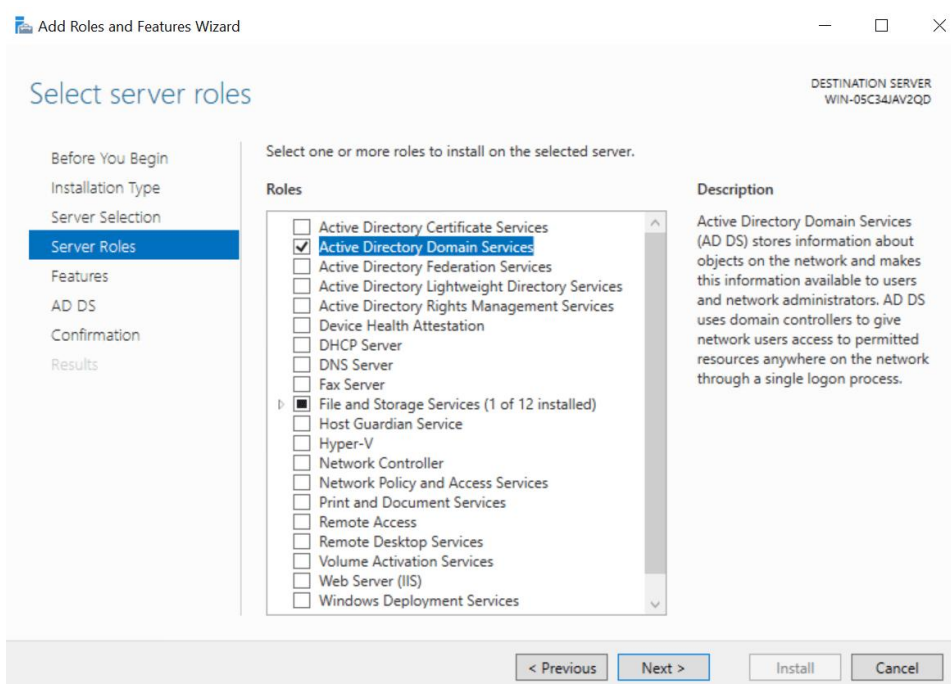 Add Roles and Features Wizard
Select server roles
DESTINATION SERVER
WIN-05C34JAV2QD
Before You Begin
Installation Type
Server Selection
Server Roles
Features
AD DS
Confirmation
Results
Select one or more roles to install on the selected server.
Roles
Active Directory Certificate Services
Active Directory Domain Services
Active Directory Federation Services
Active Directory Lightweight Directory Services
Active Directory Rights Management Services
Device Health Attestation
DHCP Server
DNS Server
Fax Server
File and Storage Services (1 of 12 installed)
Host Guardian Service
Hyper-V
Network Controller
Network Policy and Access Services
Print and Document Services
Remote Access
Remote Desktop Services
Volume Activation Services
Web Server (IIS)
Windows Deployment Services
Description
Active Directory Domain Services
(AD DS) stores information about
objects on the network and makes
this information available to users
and network administrators. AD DS
uses domain controllers to give
network users access to permitted
resources anywhere on the network
through a single logon process.
< Previous
Next >
Install
Cancel